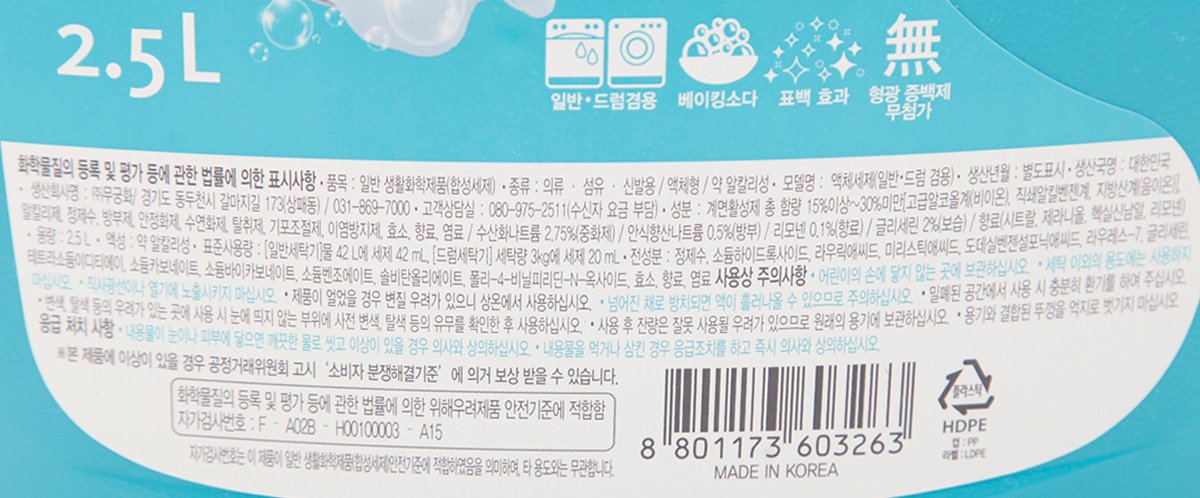 2.5L
일반·드럼겸용
베이킹소다
표백 효과
無
형광 증백제
무첨가
화학물질의 등록 및 평가 등에 관한 법률에 의한 표시사항 • 품목 : 일반 생활화학제품(합성세제) • 종류 : 의류 · 섬유 · 신발용 / 액체형 / 약 알칼리성 • 모델명 : 액체세제(일반·드럼 겸용) • 생산년월 : 별도표시 • 생산국명 : 대한민국
• 생산회사명 : ㈜무궁화/ 경기도 동두천시 갈마지길 173(상패동) / 031-869-7000 • 고객상담실 : 080-975-2511(수신자 요금 부담) • 성분 : 계면활성제 총 함량 15%이상~30%미만[고급알코올계(비이온), 직쇄알킬벤젠계, 지방산계(음이온)],
알칼리제, 정제수, 방부제, 안정화제, 수연화제, 탈취제, 기포조절제, 이염방지제, 효소, 향료, 염료 / 수산화나트륨 2.75%(중화제) / 안식향산나트륨 0.5%(방부) / 리모넨 0.1%(향료) / 글리세린 2%(보습) / 향료(시트랄, 제라니올, 헥실신남알, 리모넨)
• 용량 : 2.5L • 액성 : 약 알칼리성 • 표준사용량 : [일반세탁기]물 42L에 세제 42mL, [드럼세탁기] 세탁량 3kg에 세제 20mL • 전성분 : 정제수, 소듐하이드록사이드, 라우릭애씨드, 미리스틱애씨드, 도데실벤젠설포닉애씨드, 라우레스-7, 글리세린,
테트라소듐이디티에이, 소듐카보네이트, 소듐바이카보네이트, 소듐벤조에이트, 솔비탄올리에이트, 폴리-4-비닐피리딘-N-옥사이드, 효소, 향료, 염료 사용상 주의사항 • 어린이의 손에 닿지 않는 곳에 보관하십시오. • 세탁 이외의 용도에는 사용하지
마십시오. • 직사광선이나 열기에 노출시키지 마십시오. • 제품이 얼었을 경우 변질 우려가 있으니 상온에서 사용하십시오. • 넘어진 채로 방치되면 액이 흘러나올 수 있으므로 주의하십시오. • 밀폐된 공간에서 사용 시 충분히 환기를 하여 주십시오.
• 변색, 탈색 등의 우려가 있는 곳에 사용 시 눈에 띄지 않는 부위에 사전 변색, 탈색 등의 유무를 확인한 후 사용하십시오. • 사용 후 잔량은 잘못 사용될 우려가 있으므로 원래의 용기에 보관하십시오. • 용기와 결합된 뚜껑을 억지로 벗기지 마십시오.
응급 처치 사항 • 내용물이 눈이나 피부에 닿으면 깨끗한 물로 씻고 이상이 있을 경우 의사와 상의하십시오. • 내용물을 먹거나 삼킨 경우 응급조치를 하고 즉시 의사와 상의하십시오.
※본 제품에 이상이 있을 경우 공정거래위원회 고시 '소비자 분쟁해결기준'에 의거 보상 받을 수 있습니다.
화학물질의 등록 및 평가 등에 관한 법률에 의한 위해우려제품 안전기준에 적합함
자가검사번호 : F - A02B - H00100003 - A15
자가검사번호는 이 제품이 일반 생활화학제품(합성세제)안전기준에 적합하였음을 의미하며, 타 용도와는 무관합니다.
8 801173 603263
MADE IN KOREA
플라스틱
HDPE
캡 : PP
라벨 : LDPE